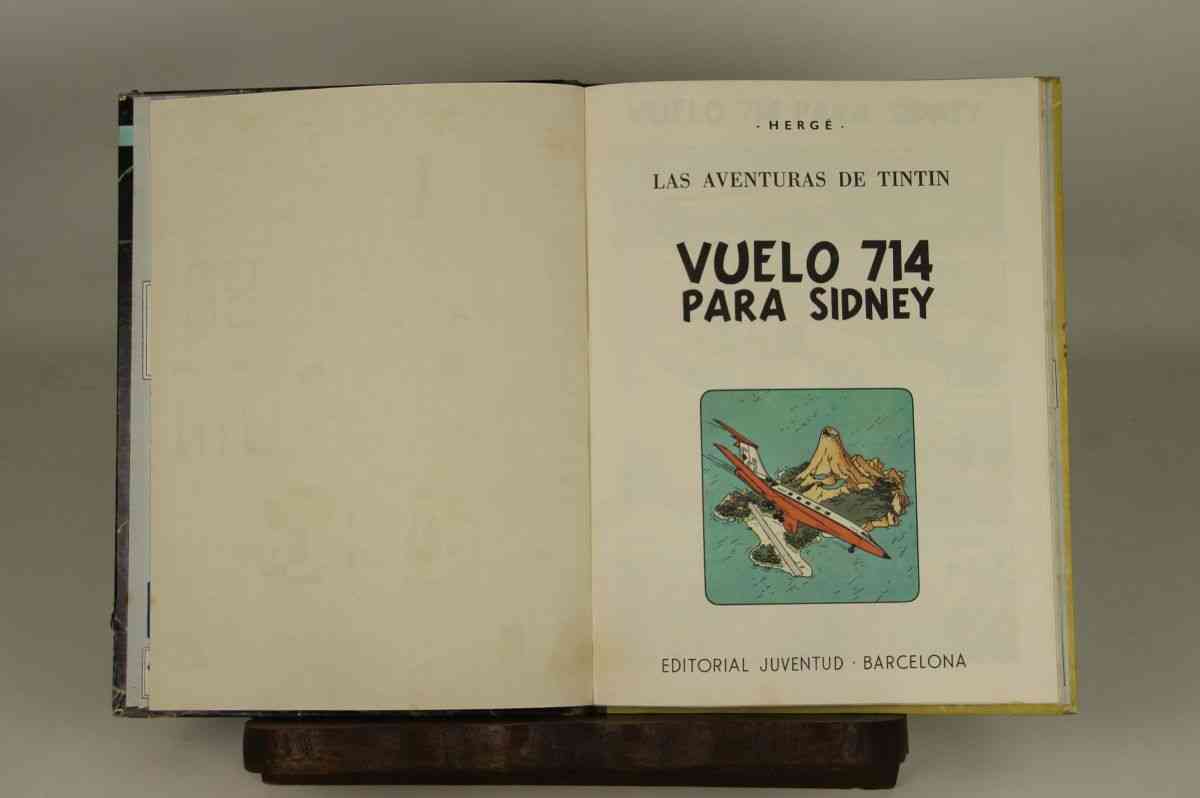 · HERGÉ ·
LAS AVENTURAS DE TINTIN
VUELO 714
PARA SIDNEY
EDITORIAL JUVENTUD · BARCELONA